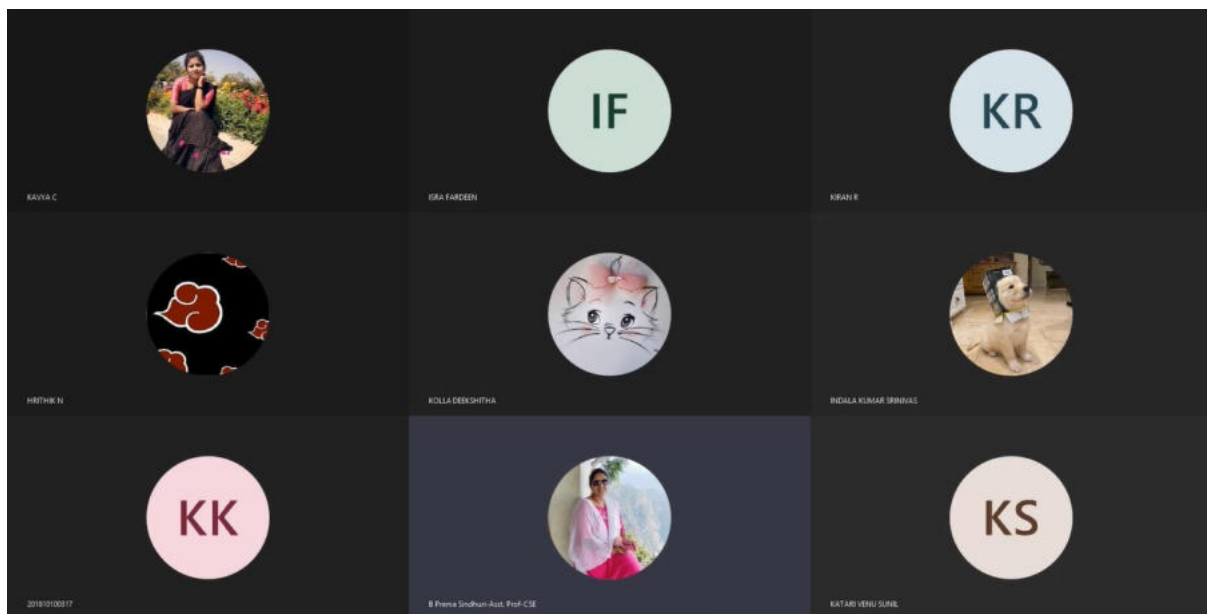 IF
KR
KAVYA C
ISRA FARDEEN
KIRAN R
HRITHIK N
KOLLA DEEKSHITHA
INDALA KUMAR SRINIVAS
KK
KS
201810100317
B Prema Sindhuri-Asst. Prof-CSE
KATARI VENU SUNIL